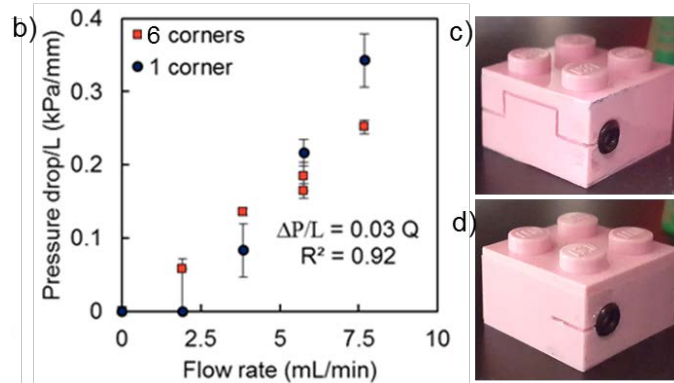 b)
Pressure drop/L (kPa/mm)
0.4
0.3
0.2
0.1
0
6 corners
1 corner
ΔP/L = 0.03 Q
R² = 0.92
0
2.5
5
7.5
10
Flow rate (mL/min)
c)
d)